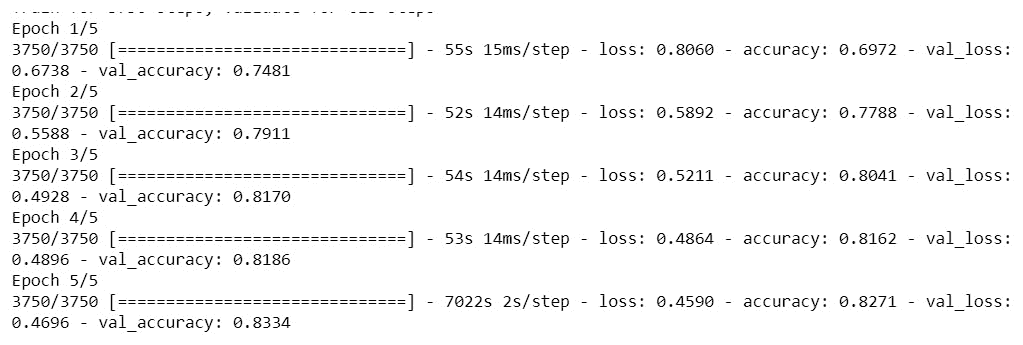 Epoch 1/5
3750/3750 [==============================] - 55s 15ms/step - loss: 0.8060 - accuracy: 0.6972 - val_loss:
0.6738 - val_accuracy: 0.7481
Epoch 2/5
3750/3750 [==============================] - 52s 14ms/step - loss: 0.5892 - accuracy: 0.7788 - val_loss:
0.5588 - val_accuracy: 0.7911
Epoch 3/5
3750/3750 [==============================] - 54s 14ms/step - loss: 0.5211 - accuracy: 0.8041 - val_loss:
0.4928 - val_accuracy: 0.8170
Epoch 4/5
3750/3750 [==============================] - 53s 14ms/step - loss: 0.4864 - accuracy: 0.8162 - val_loss:
0.4896 - val_accuracy: 0.8186
Epoch 5/5
3750/3750 [==============================] - 7022s 2s/step - loss: 0.4590 - accuracy: 0.8271 - val_loss:
0.4696 - val_accuracy: 0.8334